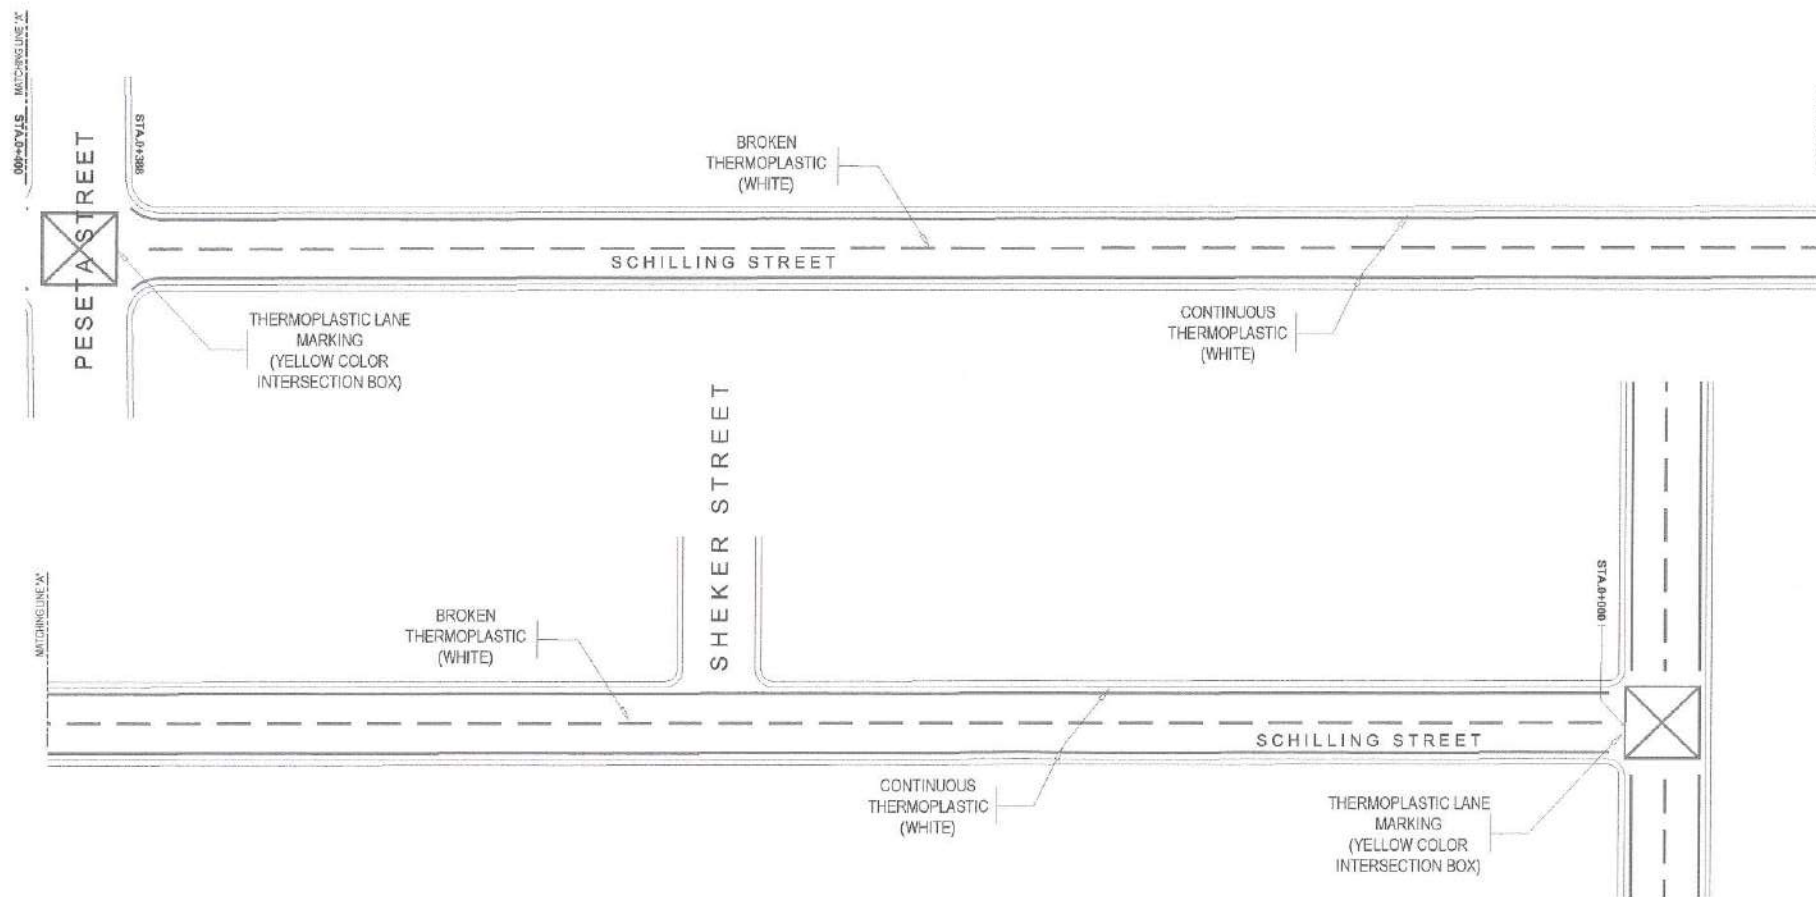 MATCHING LINE "A"
STA.0+400
STA.0+388
PESETA STREET
BROKEN
THERMOPLASTIC
(WHITE)
SCHILLING STREET
THERMOPLASTIC LANE
MARKING
(YELLOW COLOR
INTERSECTION BOX)
CONTINUOUS
THERMOPLASTIC
(WHITE)
SHEKER STREET
MATCHING LINE "A"
BROKEN
THERMOPLASTIC
(WHITE)
STA.0+000
SCHILLING STREET
CONTINUOUS
THERMOPLASTIC
(WHITE)
THERMOPLASTIC LANE
MARKING
(YELLOW COLOR
INTERSECTION BOX)